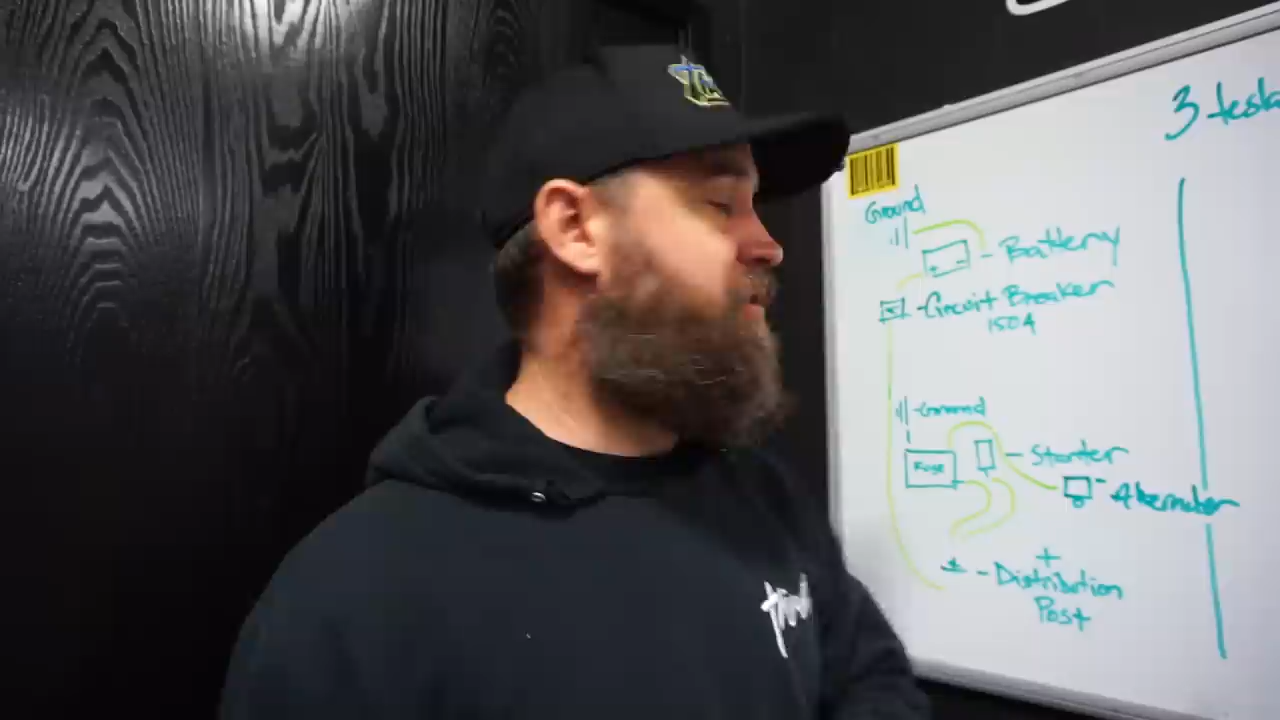 3 tests
Ground
- Battery
- Circuit Breaker
150A
- Ground
Fuse
- Starter
- Alternator
+
± - Distribution
Post